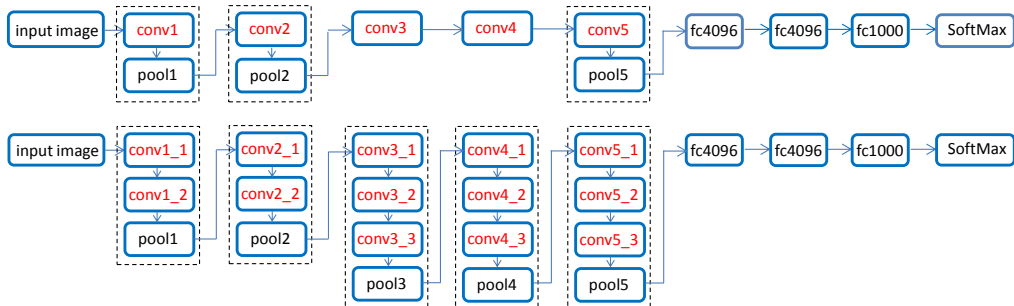 input image conv1 conv2 conv3 conv4 conv5 fc4096 fc4096 fc1000 SoftMax
pool1 pool2 pool5
input image conv1_1 conv2_1 conv3_1 conv4_1 conv5_1 fc4096 fc4096 fc1000 SoftMax
conv1_2 conv2_2 conv3_2 conv4_2 conv5_2
pool1 pool2 conv3_3 conv4_3 conv5_3
pool3 pool4 pool5